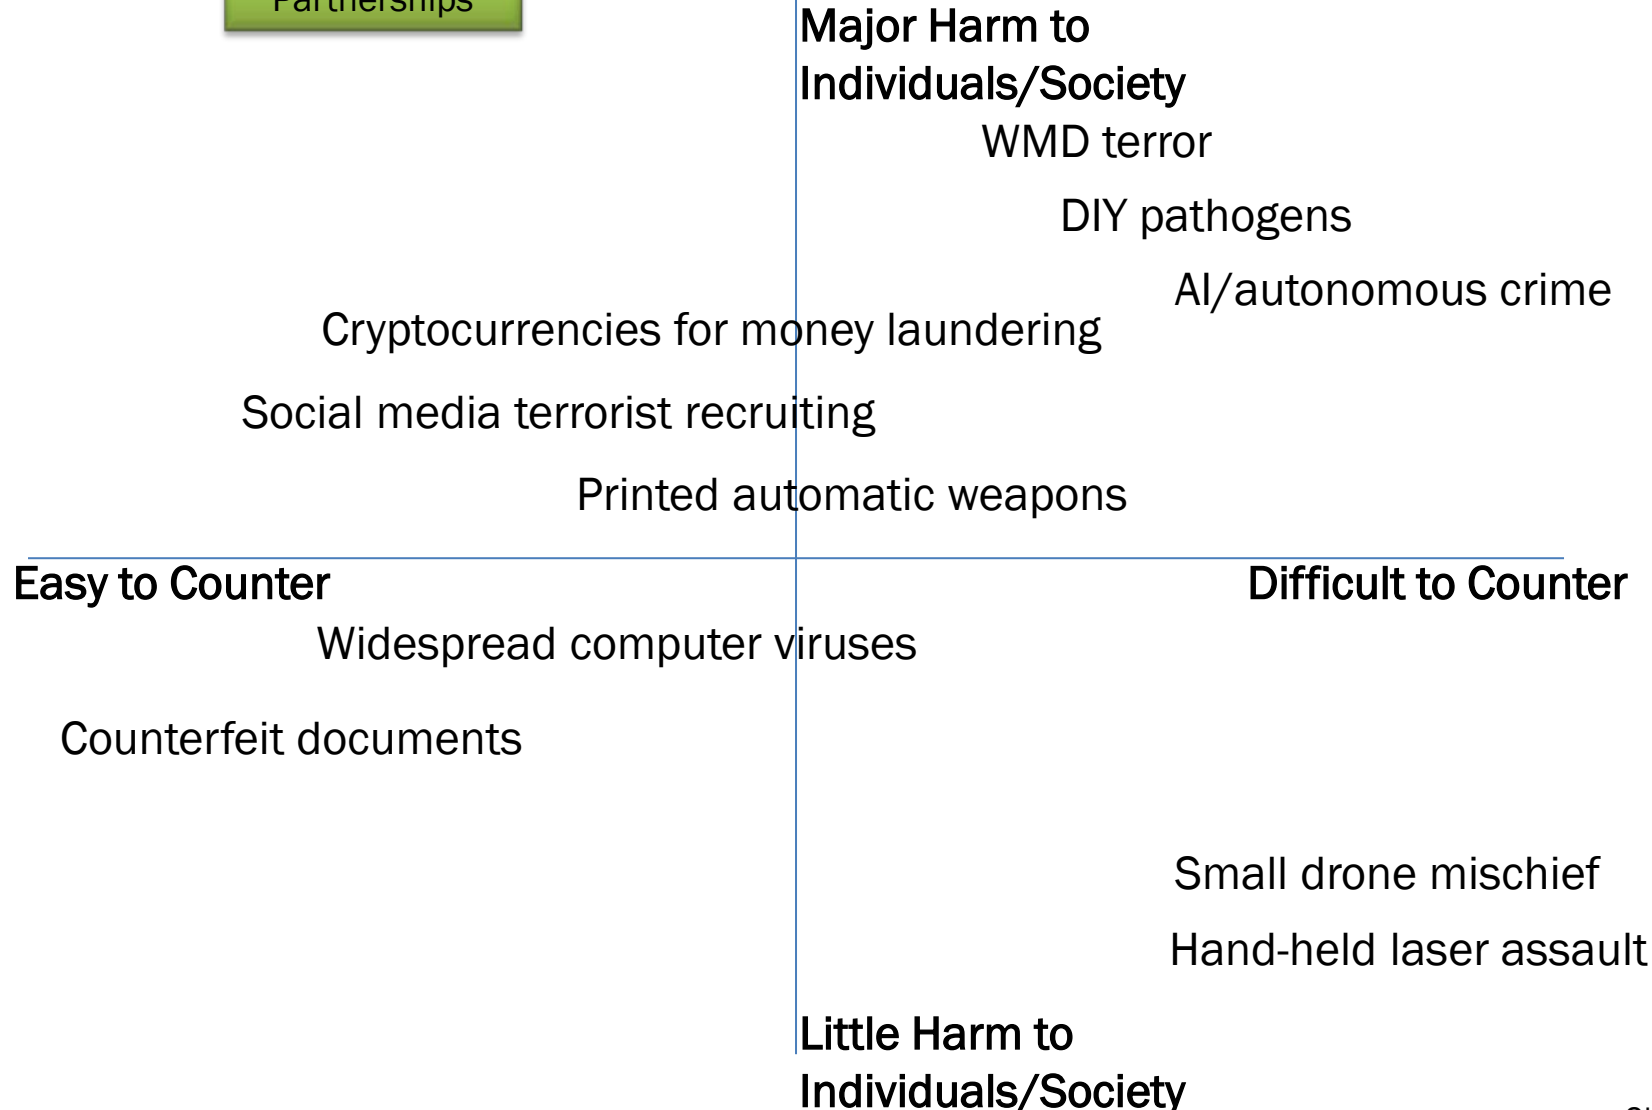 Partnerships
Major Harm to
Individuals/Society
WMD terror
DIY pathogens
AI/autonomous crime
Cryptocurrencies for money laundering
Social media terrorist recruiting
Printed automatic weapons
Easy to Counter
Difficult to Counter
Widespread computer viruses
Counterfeit documents
Small drone mischief
Hand-held laser assault
Little Harm to
Individuals/Society